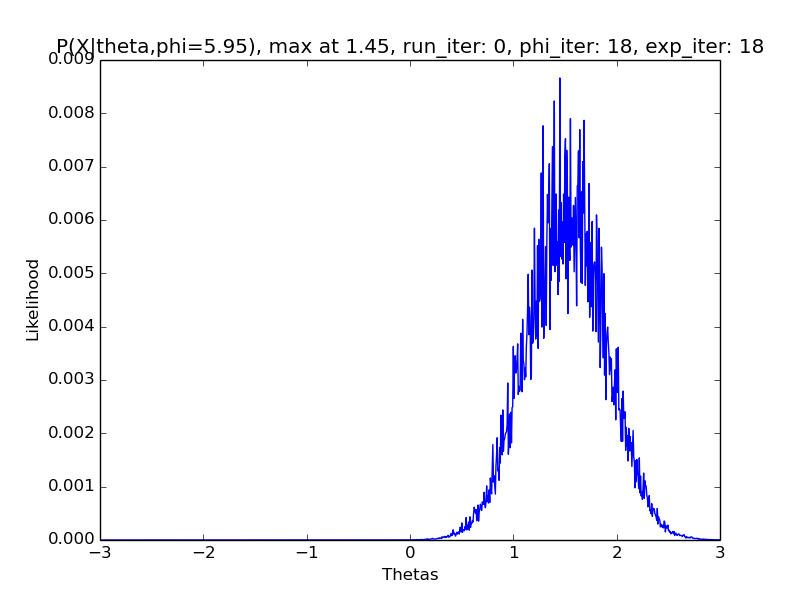 P(X|theta,phi=5.95), max at 1.45, run_iter: 0, phi_iter: 18, exp_iter: 18
0.009
0.008
0.007
0.006
0.005
0.004
0.003
0.002
0.001
0.000
Likelihood
−3 −2 −1 0 1 2 3
Thetas